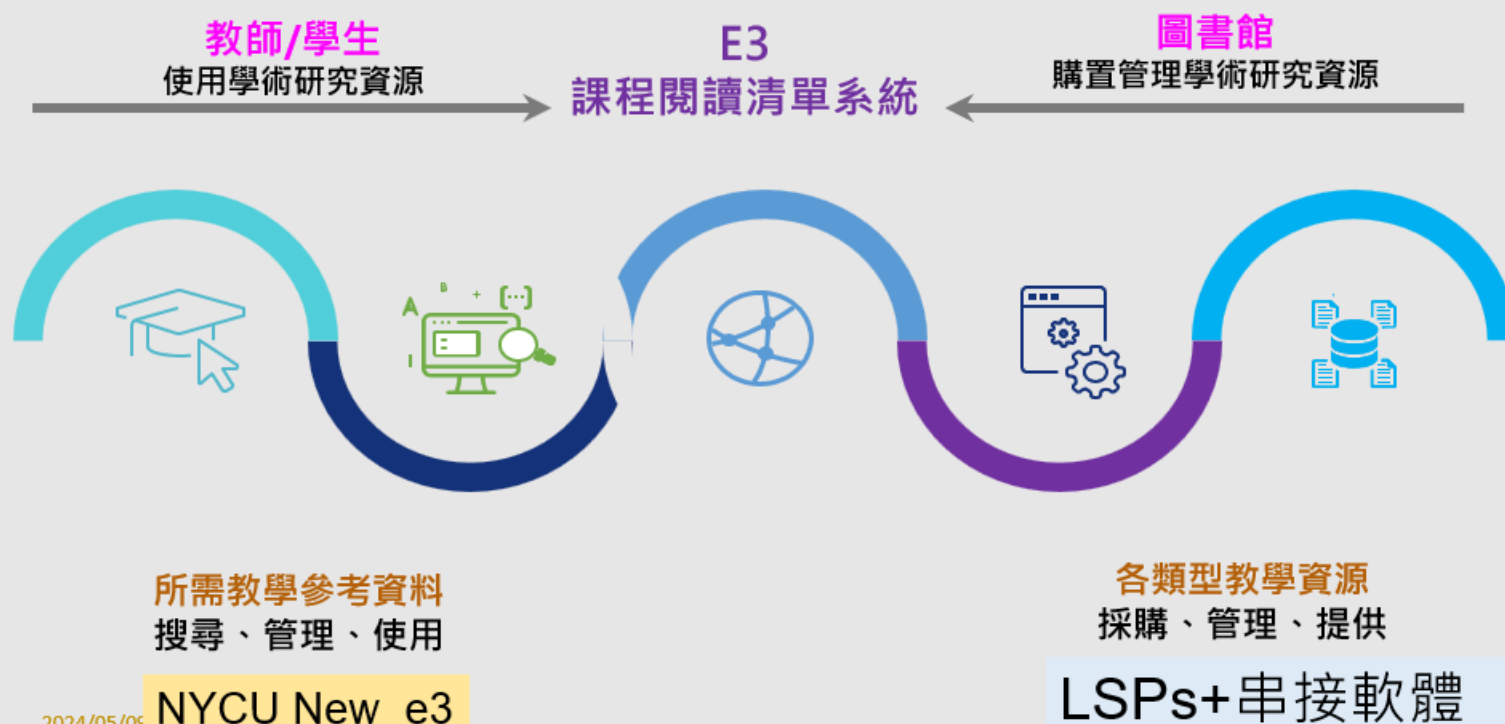 教師/學生
使用學術研究資源
E3
課程閱讀清單系統
圖書館
購置管理學術研究資源
A
B
+
[...]
I
所需教學參考資料
搜尋、管理、使用
NYCU New e3
各類型教學資源
採購、管理、提供
LSPs+串接軟體
2024/05/09